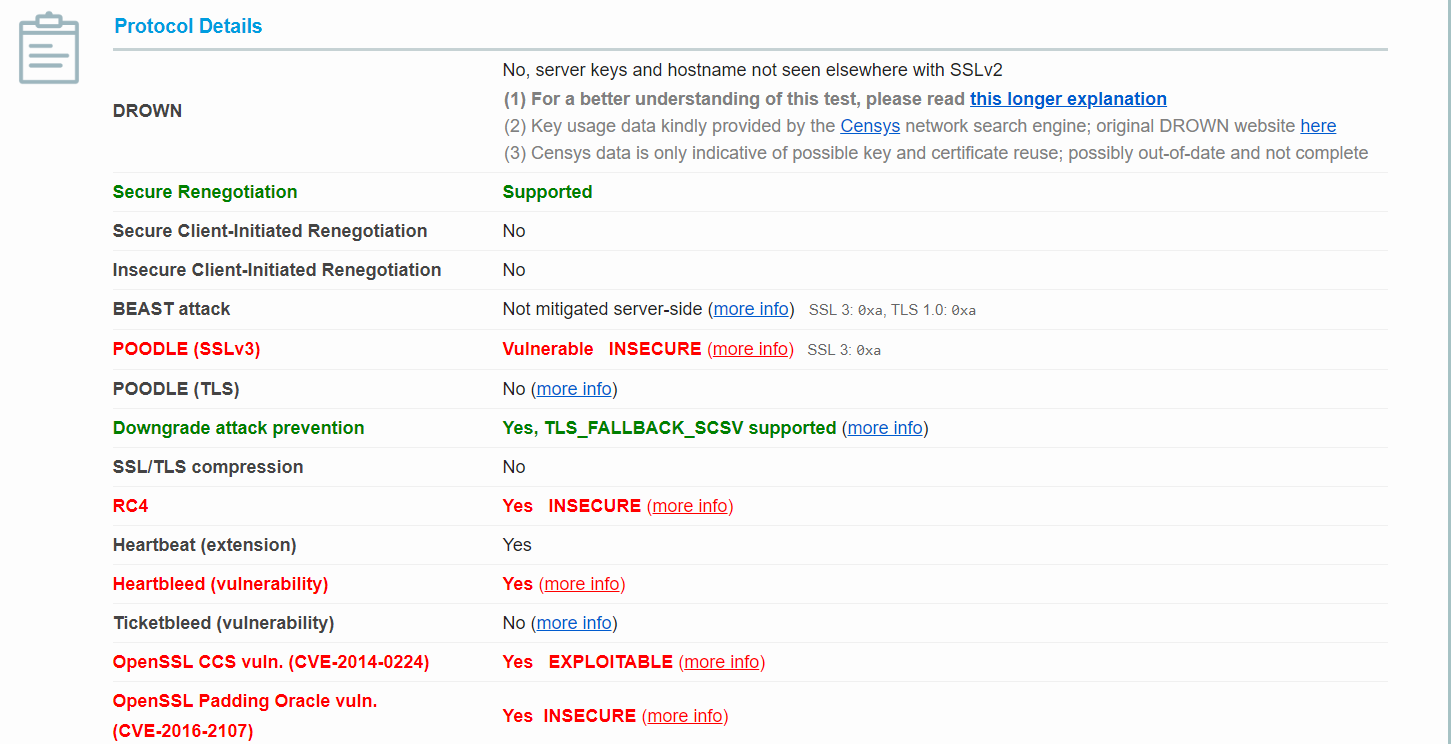 Protocol Details
DROWN
No, server keys and hostname not seen elsewhere with SSLv2
(1) For a better understanding of this test, please read this longer explanation
(2) Key usage data kindly provided by the Censys network search engine; original DROWN website here
(3) Censys data is only indicative of possible key and certificate reuse; possibly out-of-date and not complete
Secure Renegotiation Supported
Secure Client-Initiated Renegotiation No
Insecure Client-Initiated Renegotiation No
BEAST attack Not mitigated server-side (more info) SSL 3: 0xa, TLS 1.0: 0xa
POODLE (SSLv3) Vulnerable INSECURE (more info) SSL 3: 0xa
POODLE (TLS) No (more info)
Downgrade attack prevention Yes, TLS_FALLBACK_SCSV supported (more info)
SSL/TLS compression No
RC4 Yes INSECURE (more info)
Heartbeat (extension) Yes
Heartbleed (vulnerability) Yes (more info)
Ticketbleed (vulnerability) No (more info)
OpenSSL CCS vuln. (CVE-2014-0224) Yes EXPLOITABLE (more info)
OpenSSL Padding Oracle vuln.
(CVE-2016-2107) Yes INSECURE (more info)